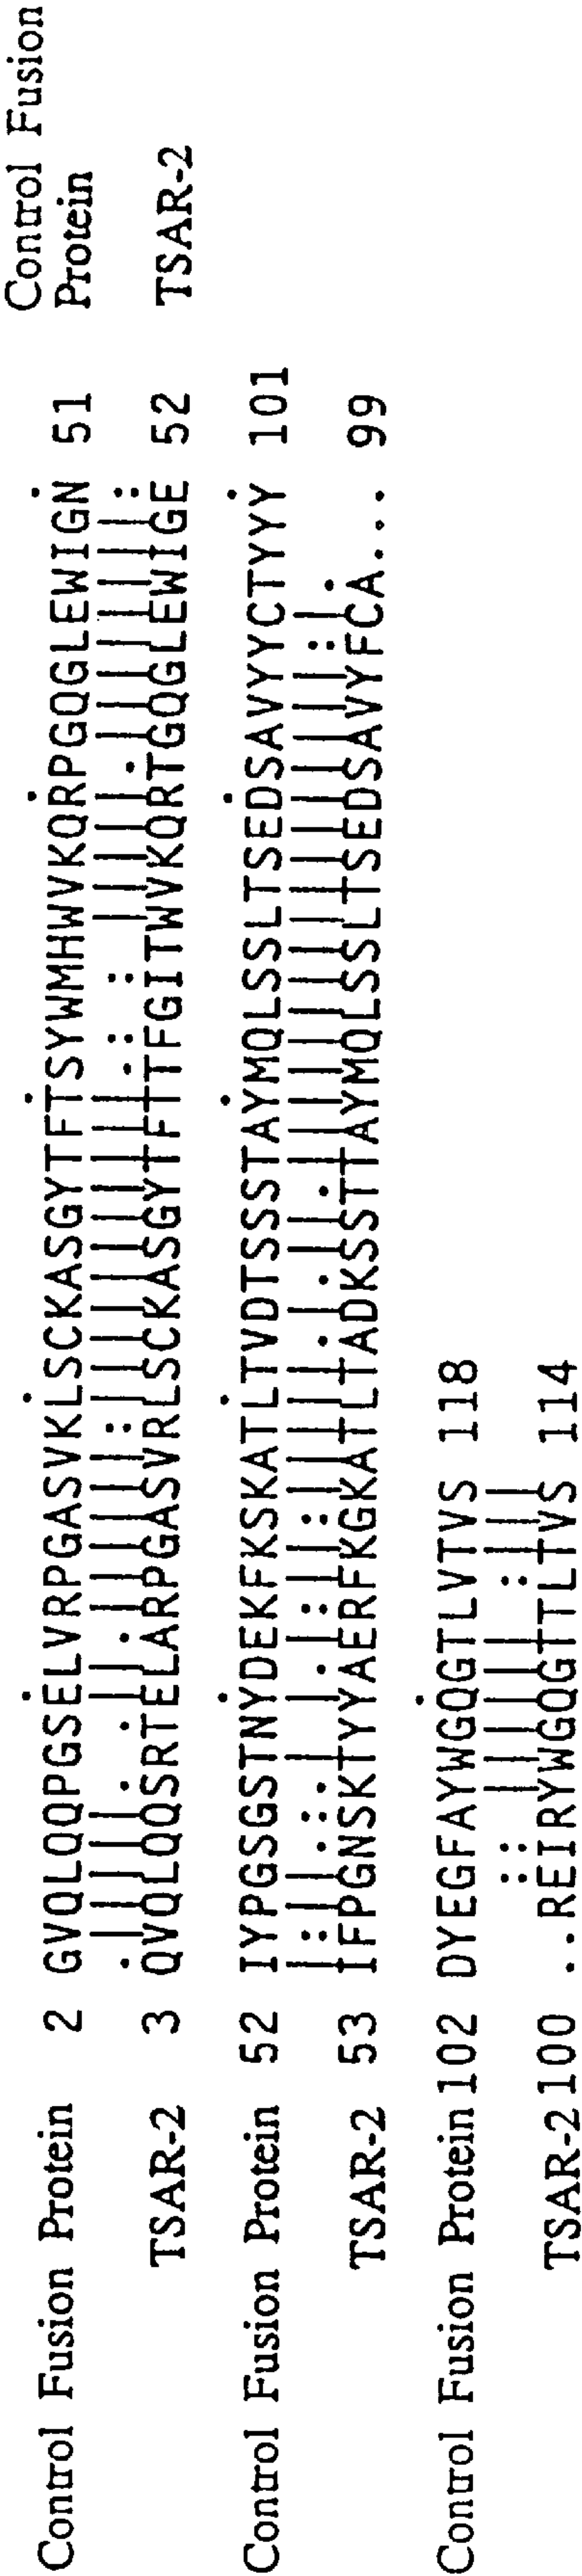 Control Fusion Protein 2 GVQLQQPGSELVRPGASVKLSCKASGYTFTSYWMHWVKQRPGQGLEWIGN 51 Control Fusion Protein
TSAR-2 3 QVQLQQSRTELARPGASVRLSCKASGYTFTTFGITWVKQRTGQGLEWIGE 52 TSAR-2
Control Fusion Protein 52 IYPGSGSTNYDEKFKSKATLTVDTSSSTAYMQLSSLTSEDSAVYYCTYYY 101
TSAR-2 53 IFPGNSKTYYAERFKGKATLTADKSSTTAYMQLSSLTSEDSAVYFCA... 99
Control Fusion Protein 102 DYEGFAYWGQGTLVTVS 118
TSAR-2 100 ..REIRYWGQGTTLTVS 114